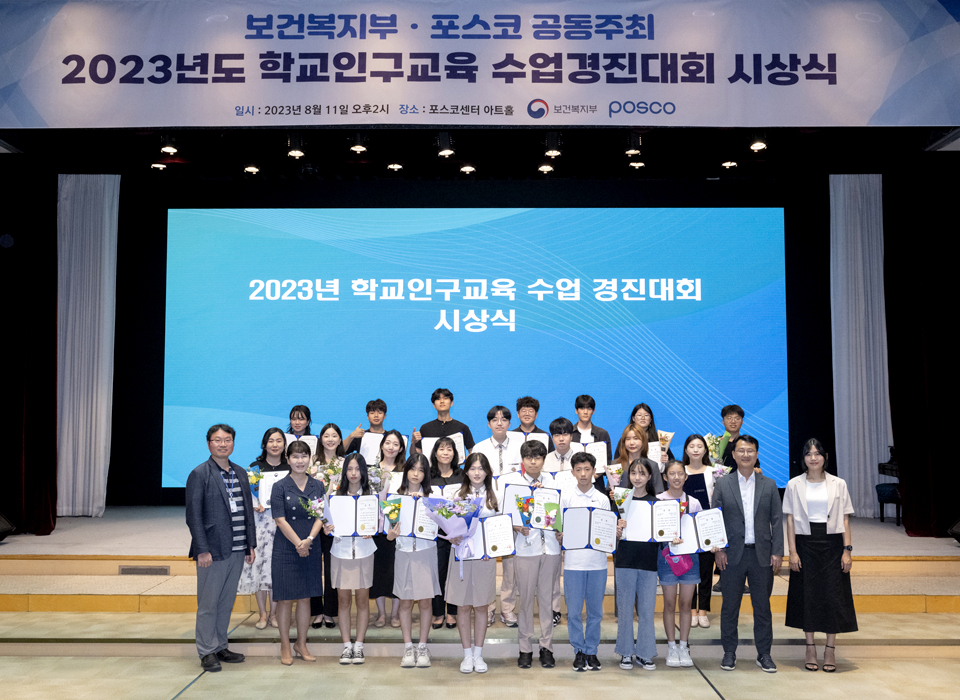 보건복지부 · 포스코 공동주최
2023년도 학교인구교육 수업경진대회 시상식
일시 : 2023년 8월 11일 오후2시 장소 : 포스코센터 아트홀 보건복지부 posco
2023년 학교인구교육 수업 경진대회
시상식